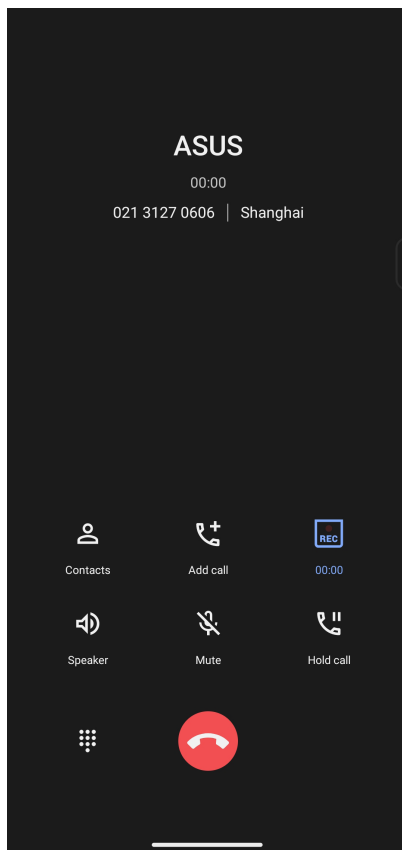 ASUS
00:00
021 3127 0606 | Shanghai
Contacts
Add call
REC
00:00
Speaker
Mute
Hold call